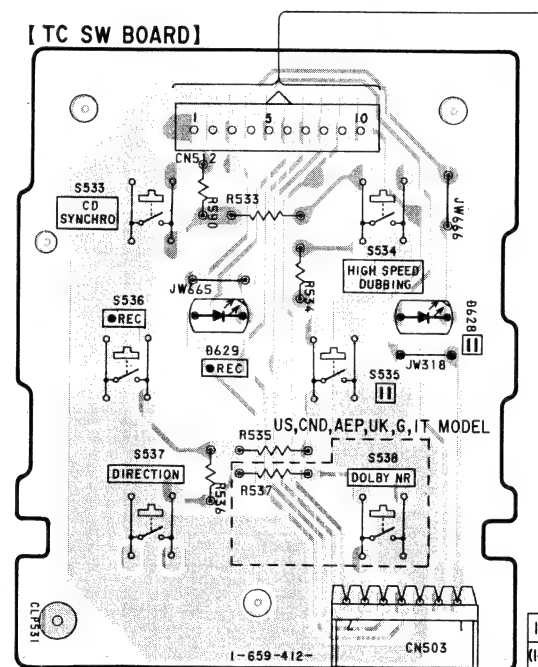 [TC SW BOARD]
1 5 10
CN512
S533
CD
SYNCHRO
R590
R533
JW666
S534
HIGH SPEED
DUBBING
JW665
R534
S536
●REC
D628
D629
●REC
JW318
S535
US,CND,AEP,UK,G,IT MODEL
S537
DIRECTION
R535
R536
R537
S538
DOLBY NR
CLP531
1-659-412-
CN503